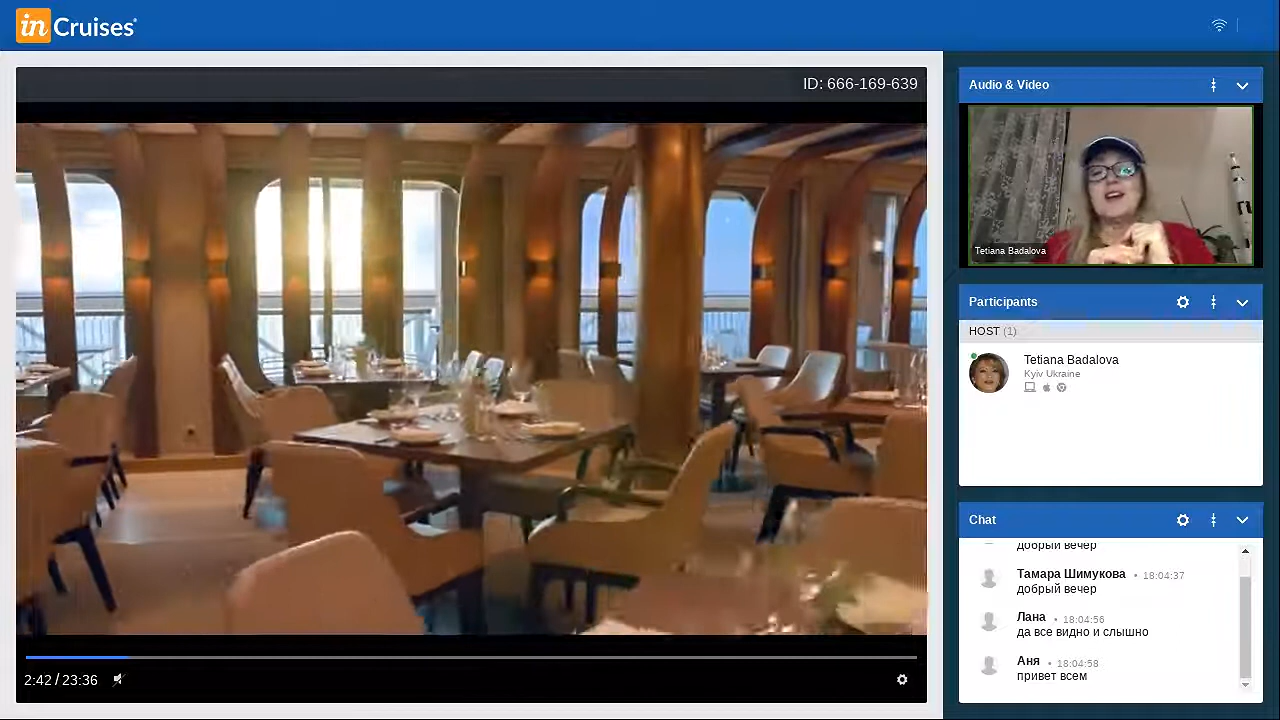 in Cruises®
ID: 666-169-639
2:42 / 23:36
Audio & Video
Tetiana Badalova
Participants
HOST (1)
Tetiana Badalova
Kyiv Ukraine
Chat
добрый вечер
Тамара Шимукова • 18:04:37
добрый вечер
Лана • 18:04:56
да все видно и слышно
Аня • 18:04:58
привет всем